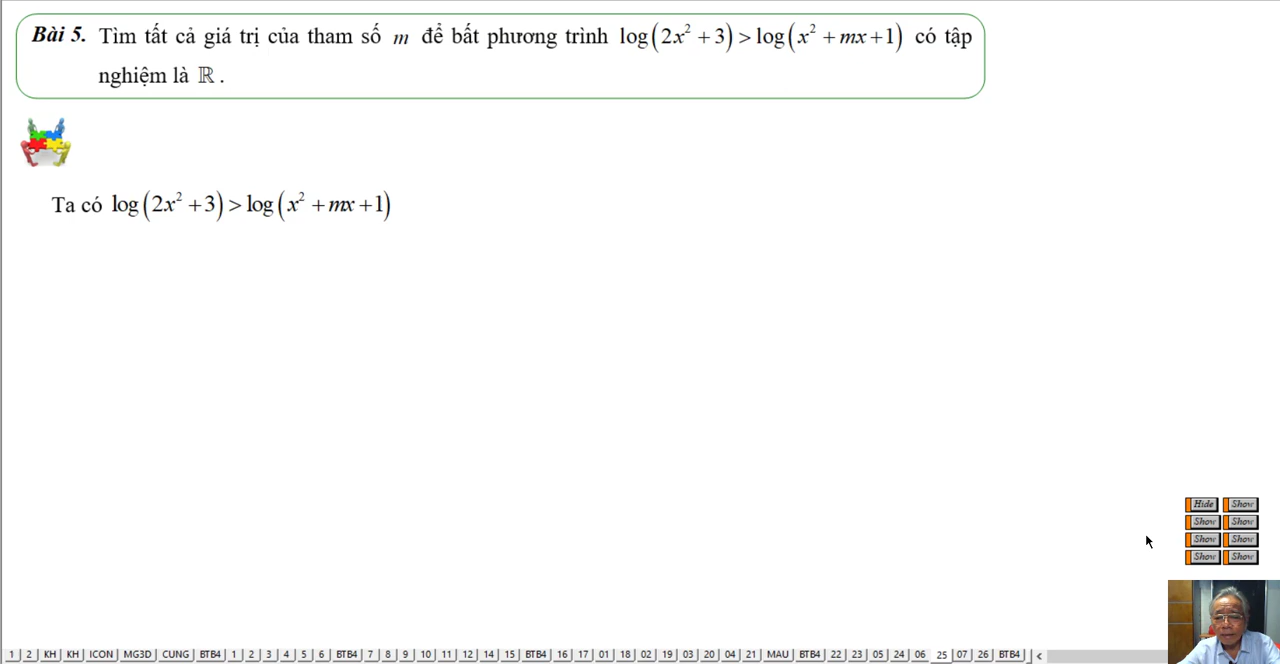 Bài 5. Tìm tất cả giá trị của tham số m để bất phương trình log(2x² + 3) > log(x² + mx + 1) có tập
nghiệm là ℝ.
Ta có log(2x² + 3) > log(x² + mx + 1)
Hide Show
Show Show
Show Show
Show Show
1 | 2 | KH | KH | ICON | MG3D | CUNG | BTB4 | 1 | 2 | 3 | 4 | 5 | 6 | BTB4 | 7 | 8 | 9 | 10 | 11 | 12 | 14 | 15 | BTB4 | 16 | 17 | 01 | 18 | 02 | 19 | 03 | 20 | 04 | 21 | MAU | BTB4 | 22 | 23 | 05 | 24 | 06 | 25 | 07 | 26 | BTB4 | <